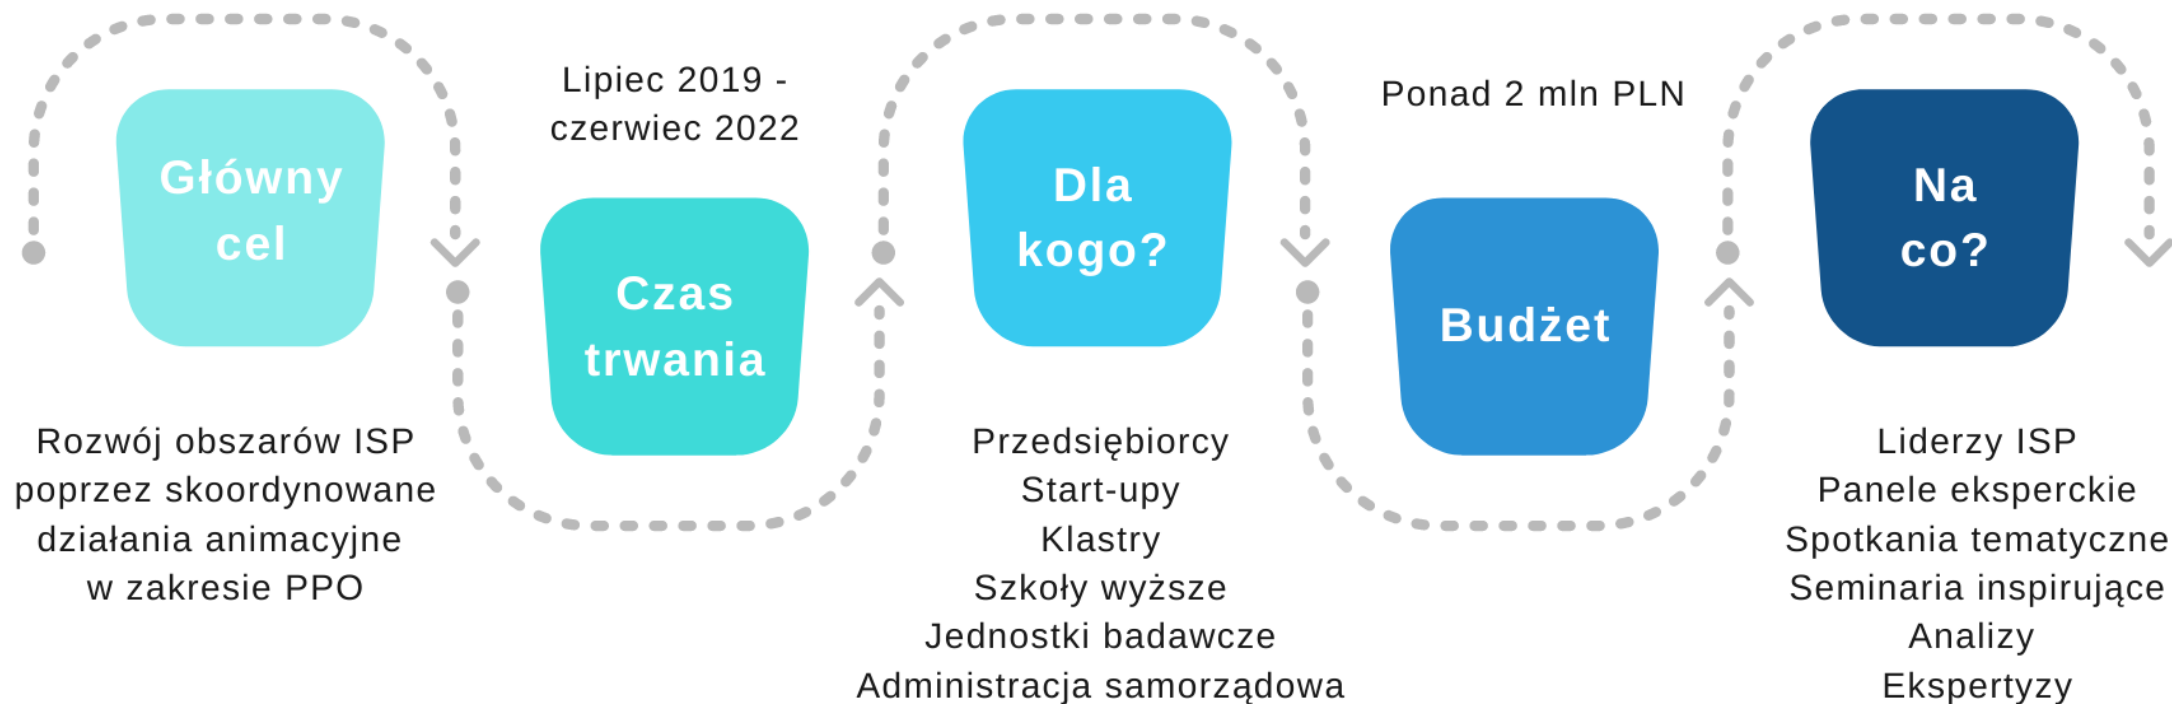 Główny
cel
Rozwój obszarów ISP
poprzez skoordynowane
działania animacyjne
w zakresie PPO
Lipiec 2019 -
czerwiec 2022
Czas
trwania
Dla
kogo?
Przedsiębiorcy
Start-upy
Klastry
Szkoły wyższe
Jednostki badawcze
Administracja samorządowa
Ponad 2 mln PLN
Budżet
Na
co?
Liderzy ISP
Panele eksperckie
Spotkania tematyczne
Seminaria inspirujące
Analizy
Ekspertyzy